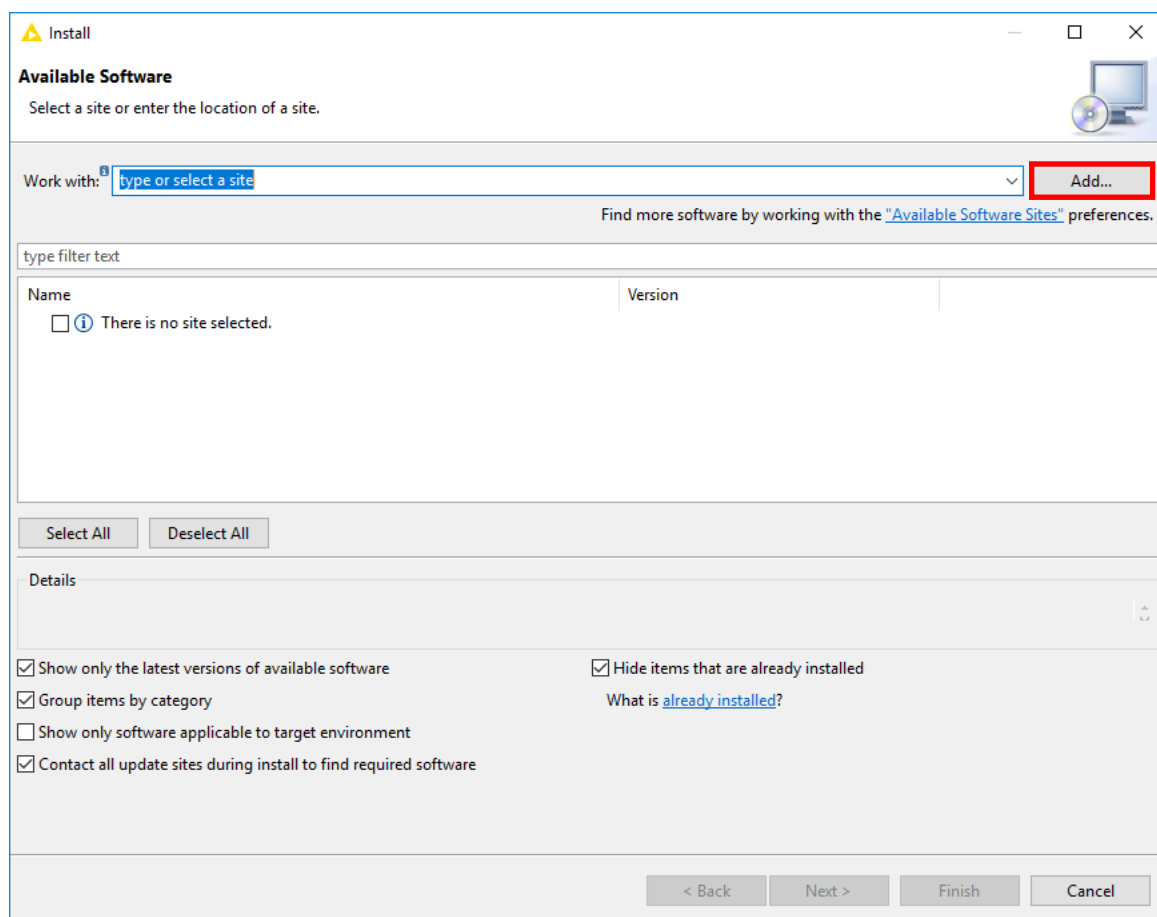 Install
Available Software
Select a site or enter the location of a site.
Work with: type or select a site Add...
Find more software by working with the "Available Software Sites" preferences.
type filter text
Name Version
There is no site selected.
Select All Deselect All
Details
Show only the latest versions of available software Hide items that are already installed
Group items by category What is already installed?
Show only software applicable to target environment
Contact all update sites during install to find required software
< Back Next > Finish Cancel